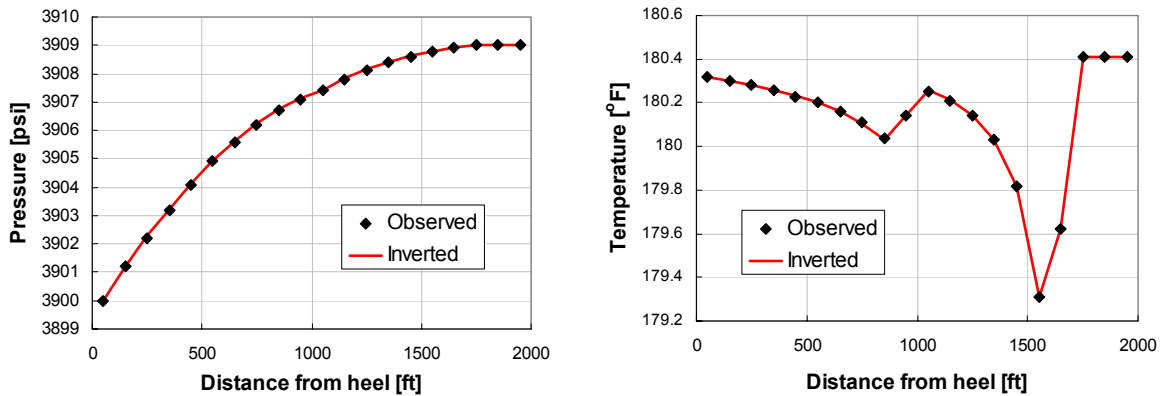 3910
3909
3908
3907
3906
3905
3904
3903
3902
3901
3900
3899
Pressure [psi]
Observed
Inverted
0 500 1000 1500 2000
Distance from heel [ft]
180.6
180.4
180.2
180
179.8
179.6
179.4
179.2
Temperature [°F]
Observed
Inverted
0 500 1000 1500 2000
Distance from heel [ft]